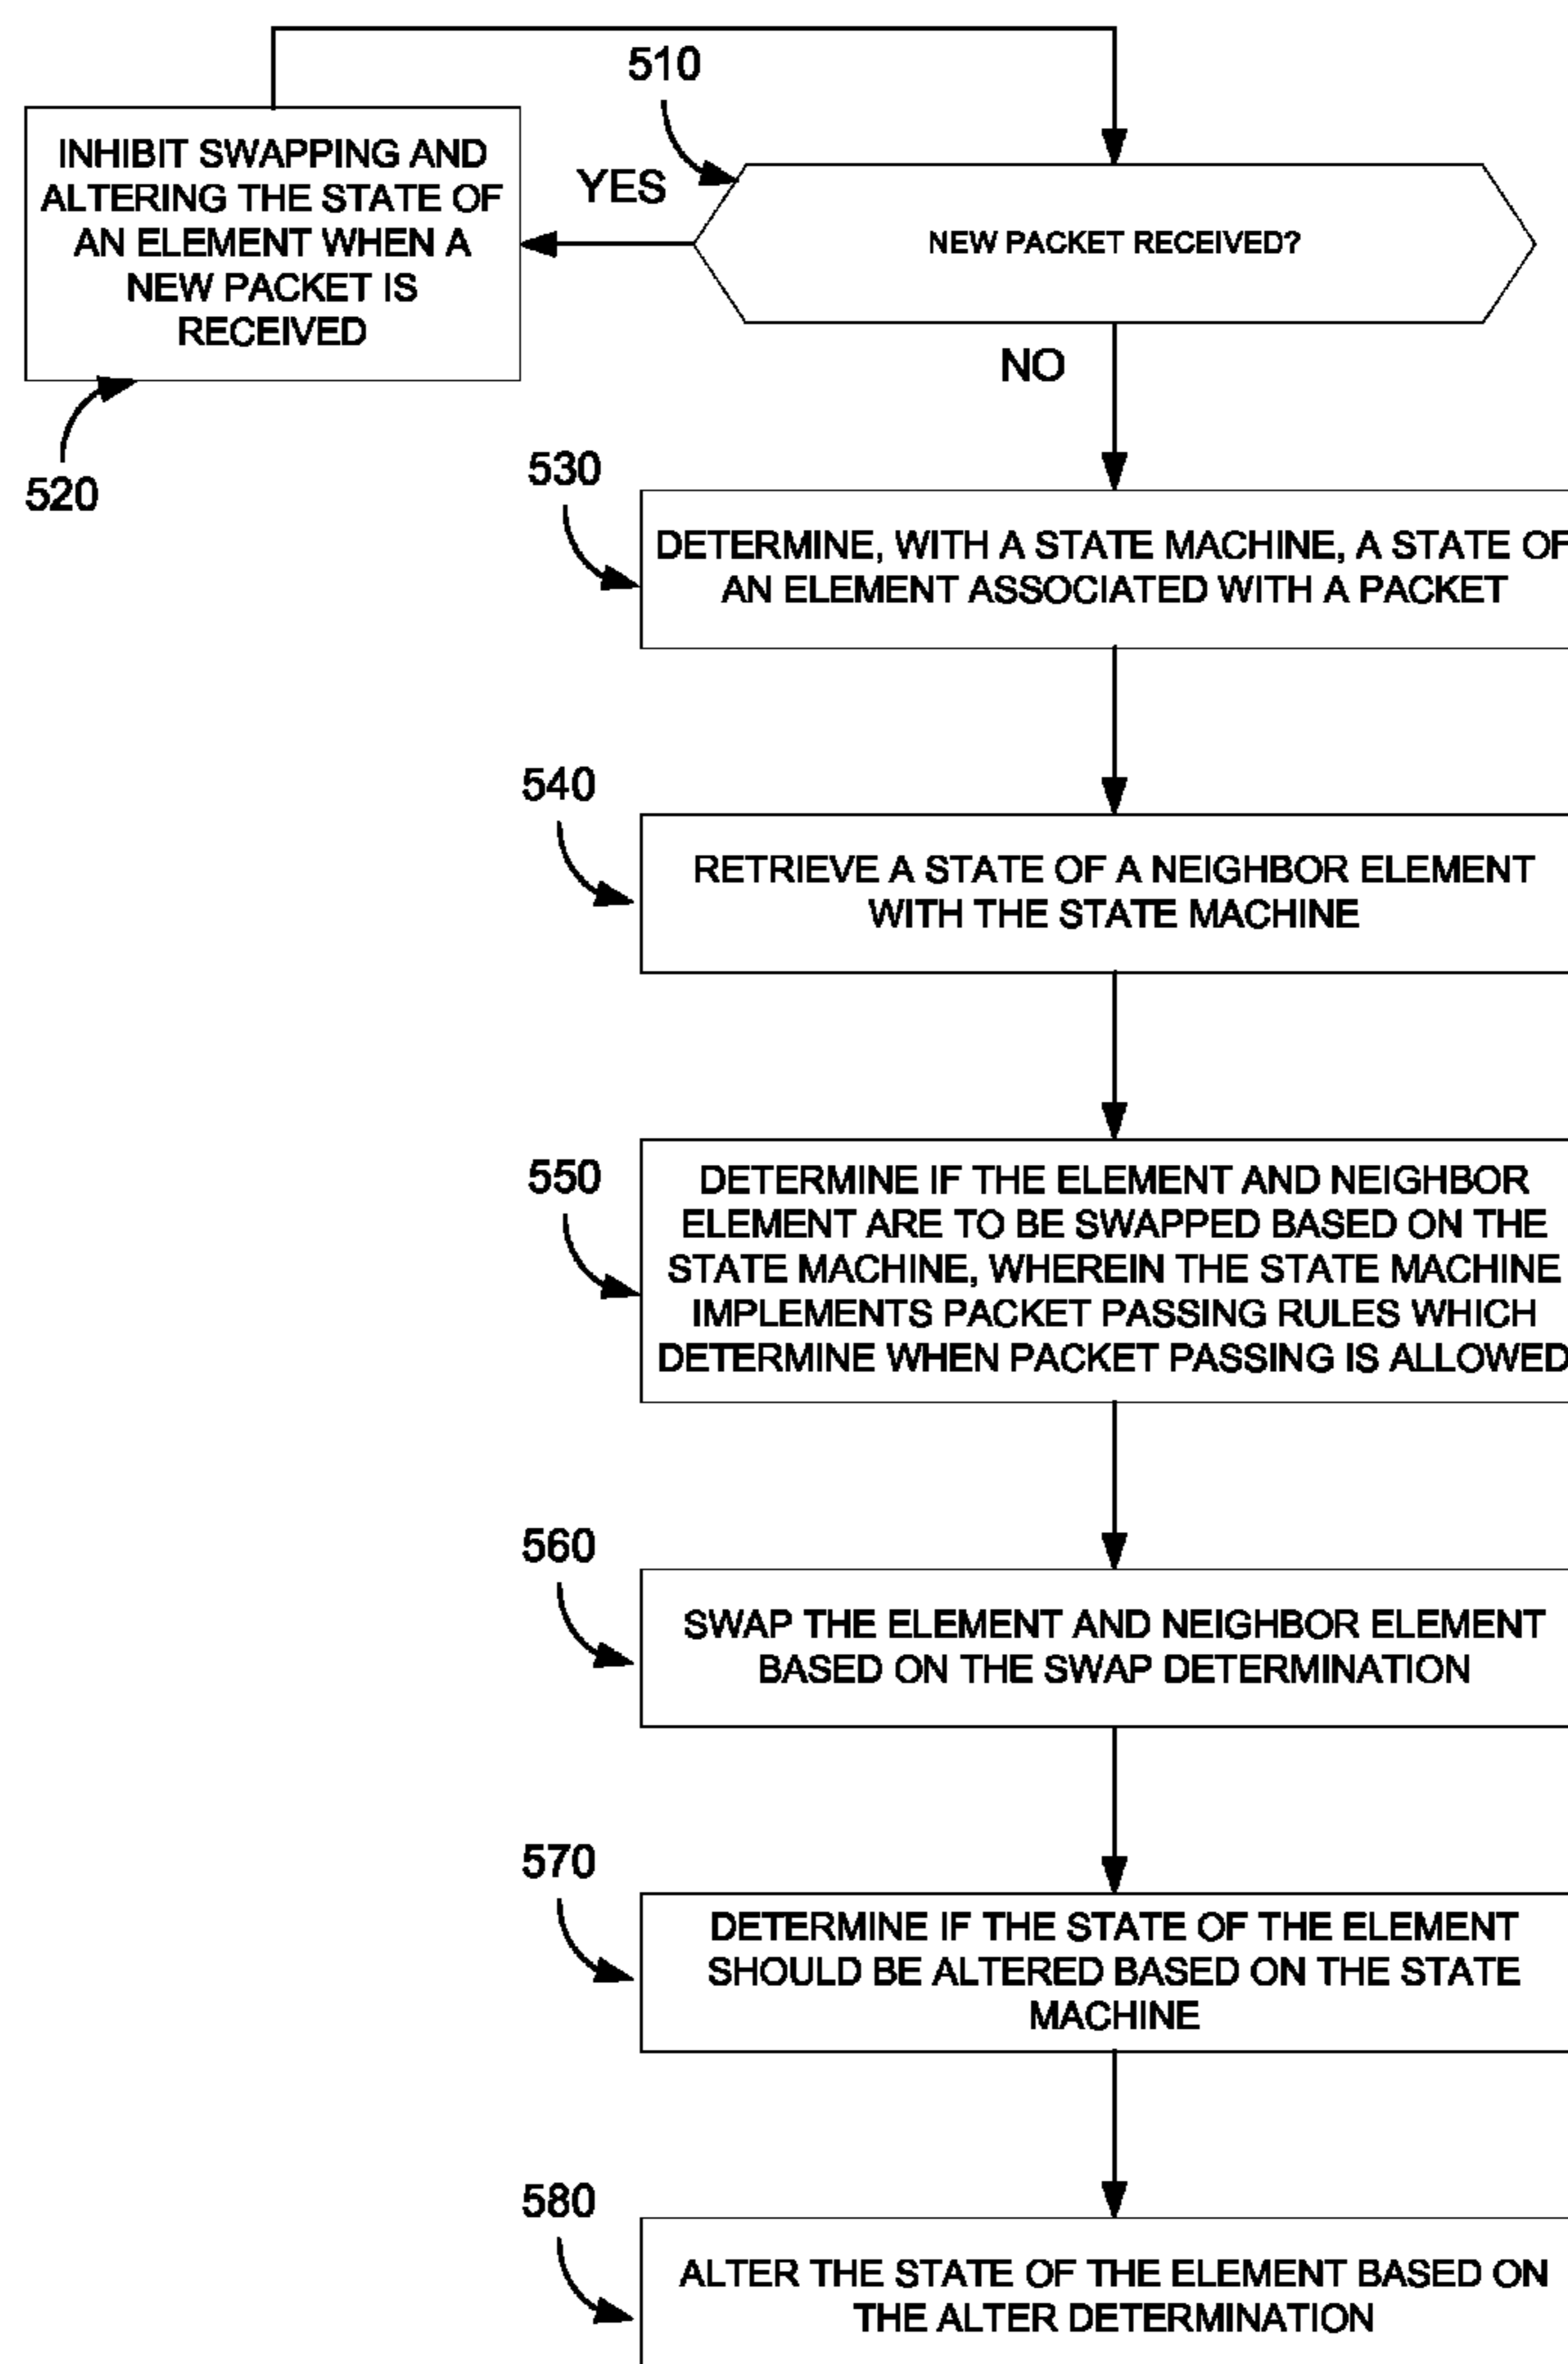 510
INHIBIT SWAPPING AND
ALTERING THE STATE OF
AN ELEMENT WHEN A
NEW PACKET IS
RECEIVED
YES
NEW PACKET RECEIVED?
NO
520
530
DETERMINE, WITH A STATE MACHINE, A STATE OF
AN ELEMENT ASSOCIATED WITH A PACKET
540
RETRIEVE A STATE OF A NEIGHBOR ELEMENT
WITH THE STATE MACHINE
550
DETERMINE IF THE ELEMENT AND NEIGHBOR
ELEMENT ARE TO BE SWAPPED BASED ON THE
STATE MACHINE, WHEREIN THE STATE MACHINE
IMPLEMENTS PACKET PASSING RULES WHICH
DETERMINE WHEN PACKET PASSING IS ALLOWED
560
SWAP THE ELEMENT AND NEIGHBOR ELEMENT
BASED ON THE SWAP DETERMINATION
570
DETERMINE IF THE STATE OF THE ELEMENT
SHOULD BE ALTERED BASED ON THE STATE
MACHINE
580
ALTER THE STATE OF THE ELEMENT BASED ON
THE ALTER DETERMINATION